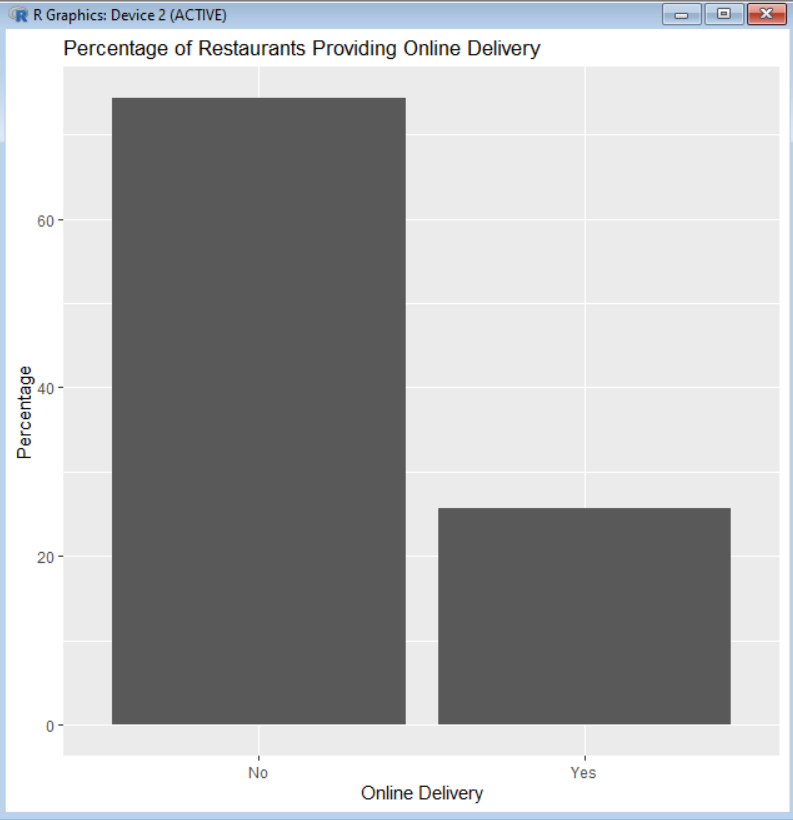 R Graphics: Device 2 (ACTIVE)
Percentage of Restaurants Providing Online Delivery
Percentage
60
40
20
0
No
Yes
Online Delivery